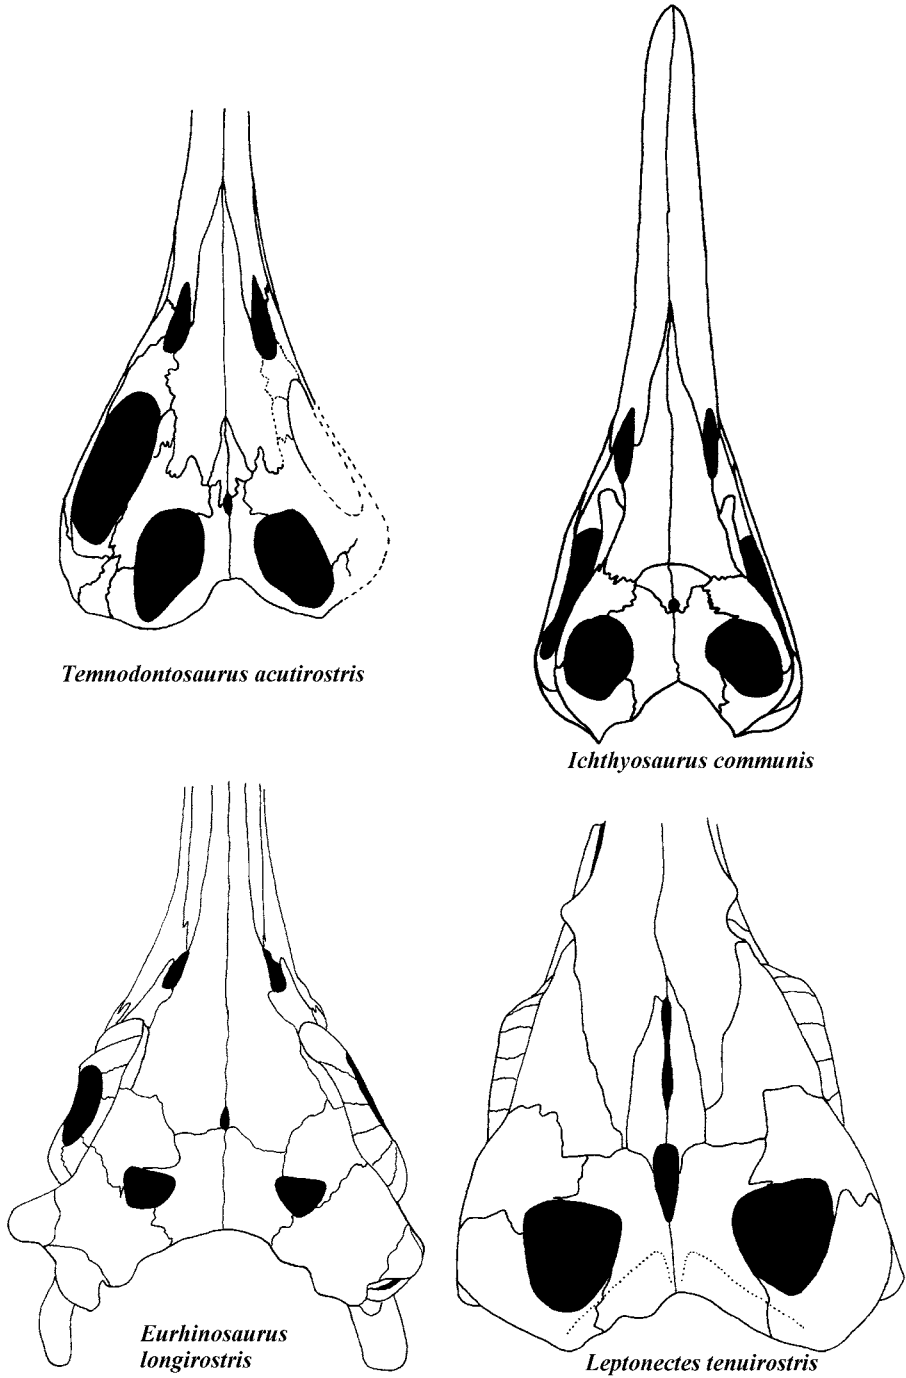 Temnodontosaurus acutirostris
Ichthyosaurus communis
Eurhinosaurus
longirostris
Leptonectes tenuirostris